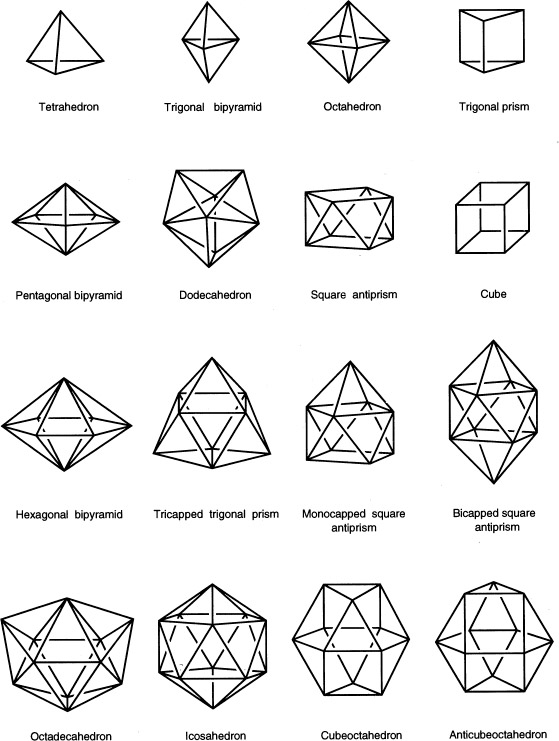 Tetrahedron
Trigonal bipyramid
Octahedron
Trigonal prism
Pentagonal bipyramid
Dodecahedron
Square antiprism
Cube
Hexagonal bipyramid
Tricapped trigonal prism
Monocapped square
antiprism
Bicapped square
antiprism
Octadecahedron
Icosahedron
Cubeoctahedron
Anticubeoctahedron